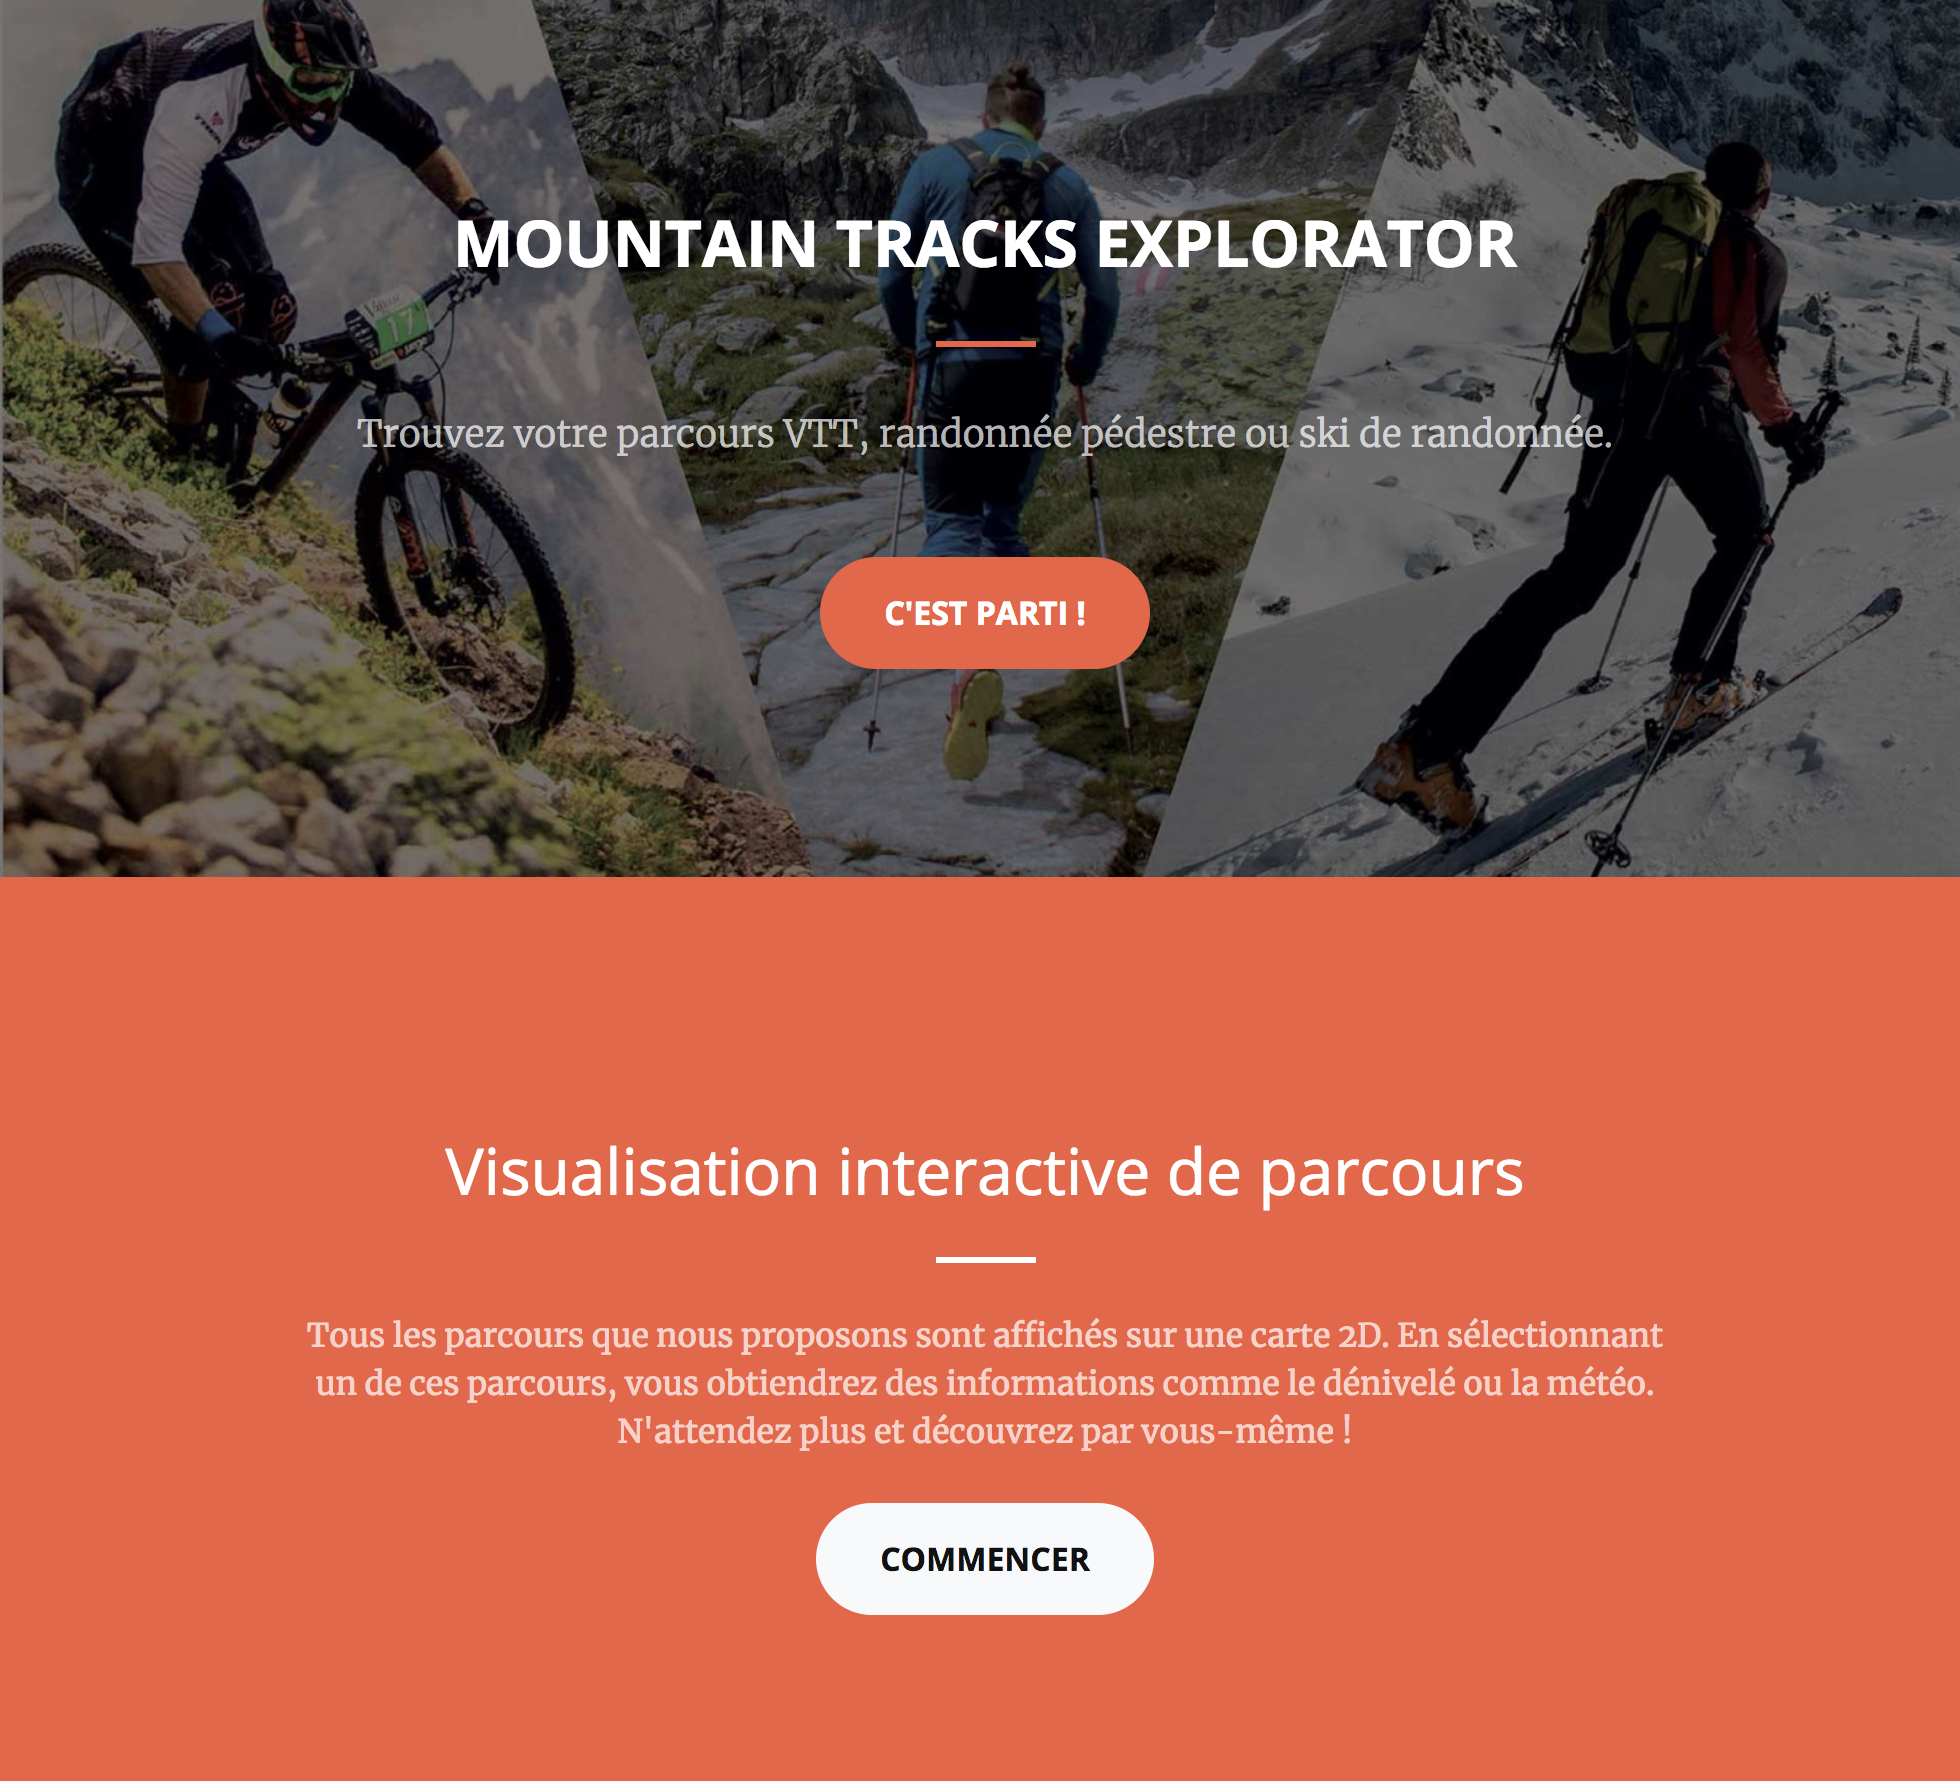 MOUNTAIN TRACKS EXPLORATOR
17
Trouvez votre parcours VTT, randonnée pédestre ou ski de randonnée.
C'EST PARTI !
Visualisation interactive de parcours
Tous les parcours que nous proposons sont affichés sur une carte 2D. En sélectionnant
un de ces parcours, vous obtiendrez des informations comme le dénivelé ou la météo.
N'attendez plus et découvrez par vous-même !
COMMENCER